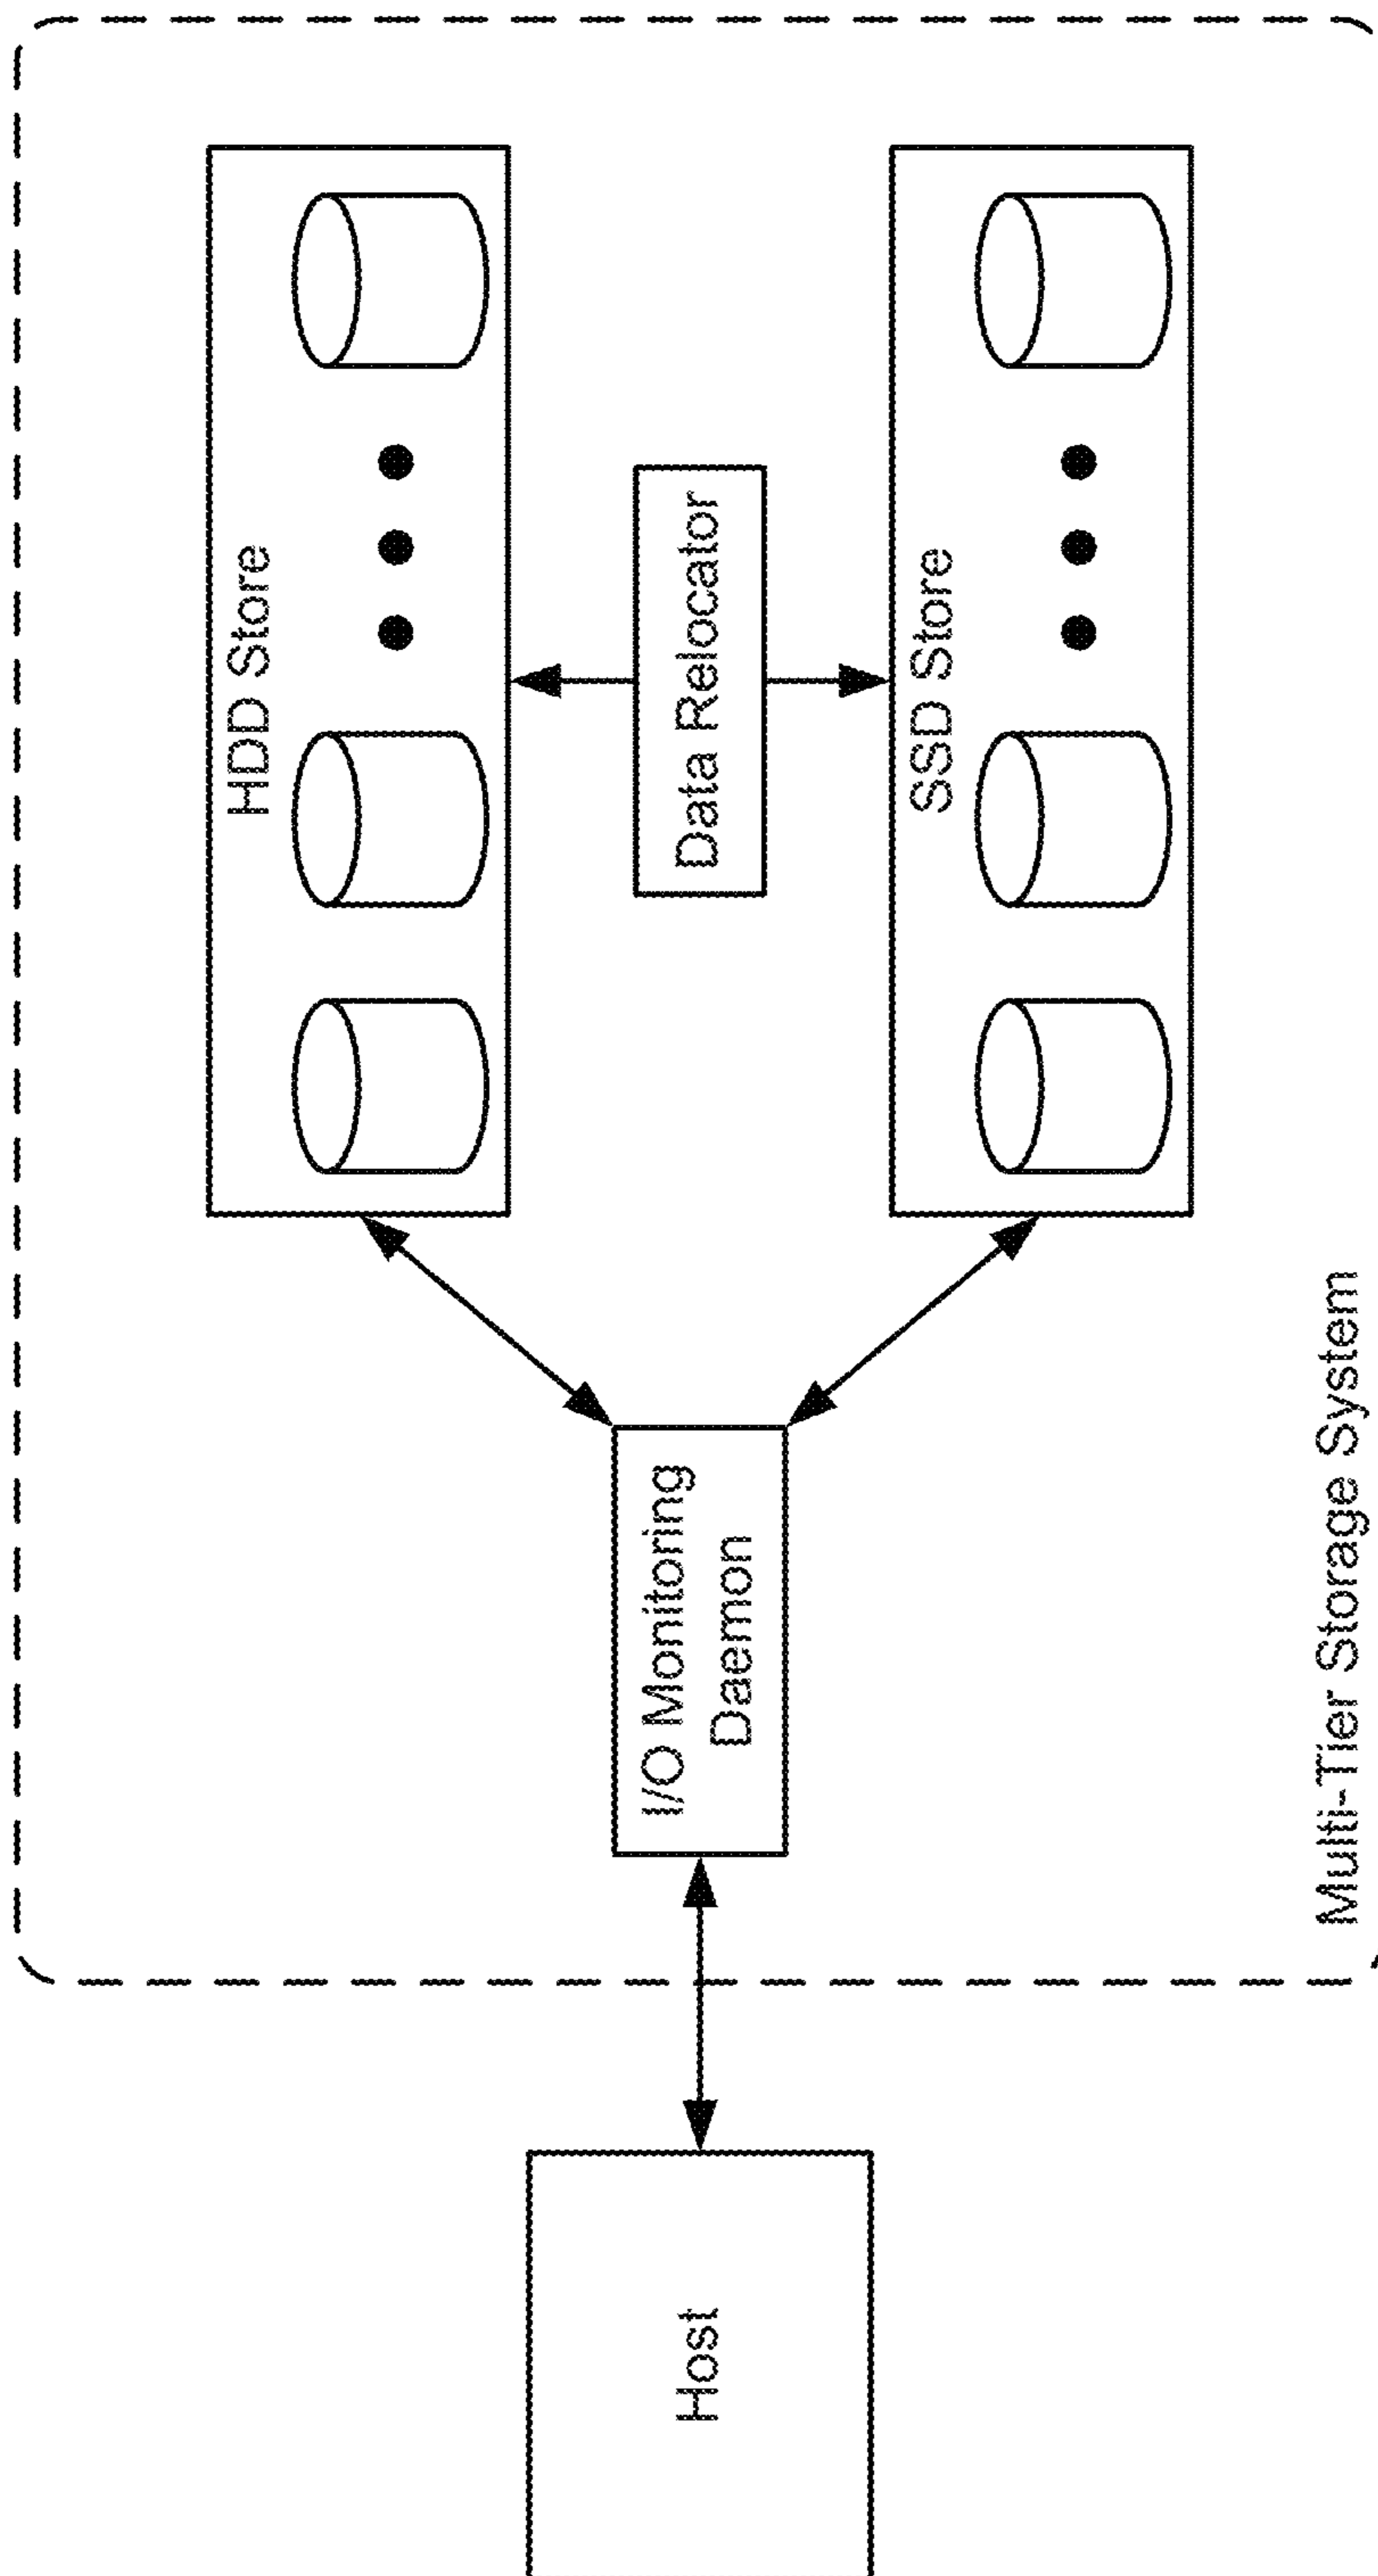 Host
I/O Monitoring
Daemon
HDD Store
Data Relocator
SSD Store
Multi-Tier Storage System